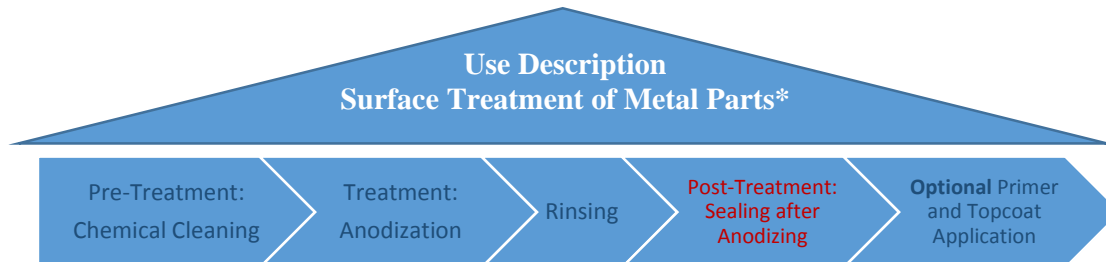 Use Description
Surface Treatment of Metal Parts*
Pre-Treatment:
Chemical Cleaning
Treatment:
Anodization
Rinsing
Post-Treatment:
Sealing after
Anodizing
Optional Primer
and Topcoat
Application